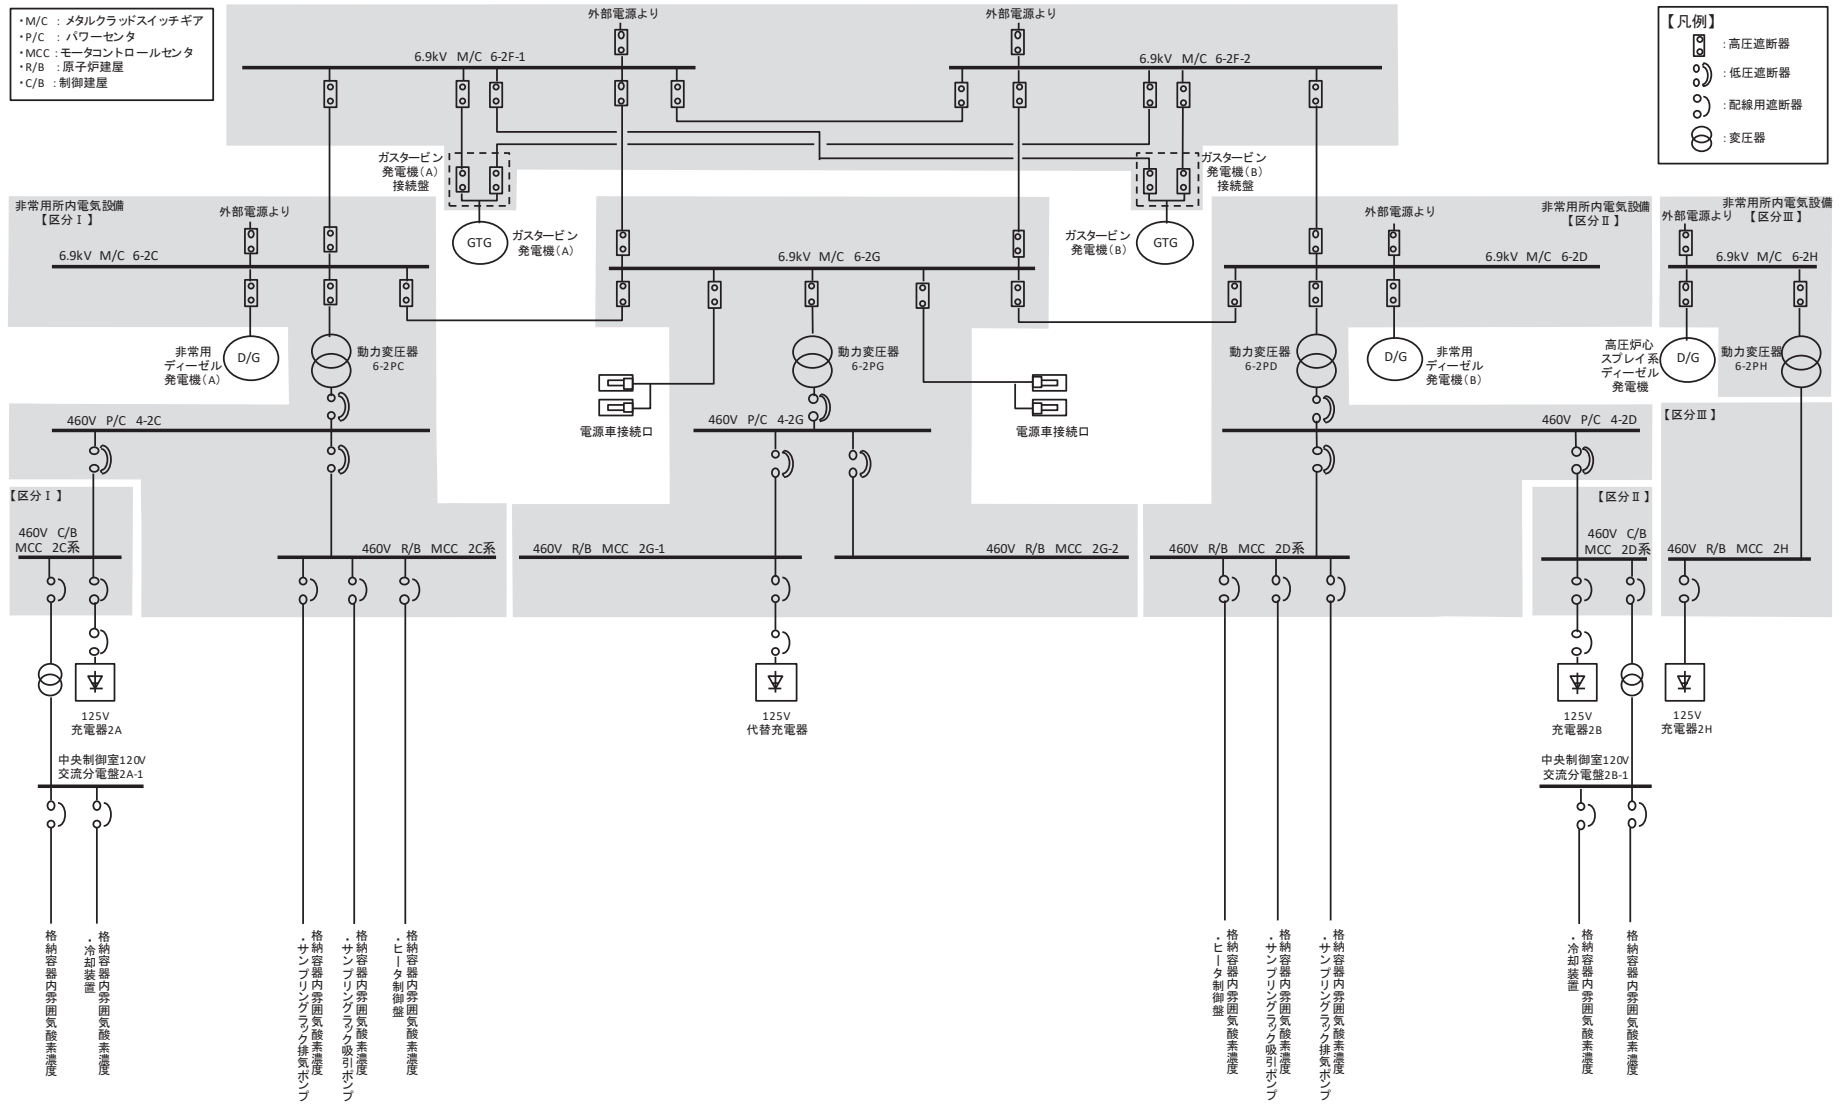 ・M/C : メタルクラッドスイッチギア
・P/C : パワーセンタ
・MCC : モータコントロールセンタ
・R/B : 原子炉建屋
・C/B : 制御建屋
外部電源より
外部電源より
【凡例】
: 高圧遮断器
: 低圧遮断器
: 配線用遮断器
: 変圧器
6.9kV M/C 6-2F-1
6.9kV M/C 6-2F-2
ガスタービン
発電機(A)
接続盤
ガスタービン
発電機(B)
接続盤
GTG
ガスタービン
発電機(A)
ガスタービン
発電機(B)
GTG
非常用所内電気設備
【区分Ⅰ】
外部電源より
6.9kV M/C 6-2C
6.9kV M/C 6-2G
外部電源より
非常用所内電気設備
【区分Ⅱ】
6.9kV M/C 6-2D
非常用所内電気設備
外部電源より
【区分Ⅲ】
6.9kV M/C 6-2H
非常用
ディーゼル
発電機(A)
D/G
動力変圧器
6-2PC
動力変圧器
6-2PG
動力変圧器
6-2PD
D/G
非常用
ディーゼル
発電機(B)
高圧炉心
スプレイ系
ディーゼル
発電機
D/G
動力変圧器
6-2PH
電源車接続口
電源車接続口
460V P/C 4-2C
460V P/C 4-2G
460V P/C 4-2D
【区分Ⅲ】
【区分Ⅰ】
460V C/B
MCC 2C系
460V R/B MCC 2C系
460V R/B MCC 2G-1
460V R/B MCC 2G-2
460V R/B MCC 2D系
【区分Ⅱ】
460V C/B
MCC 2D系
460V R/B MCC 2H
125V
充電器2A
125V
代替充電器
125V
充電器2B
125V
充電器2H
中央制御室120V
交流分電盤2A-1
中央制御室120V
交流分電盤2B-1
格納容器内雰囲気酸素濃度
格納容器内雰囲気酸素濃度
・冷却装置
格納容器内雰囲気酸素濃度
・サンプリングラック排気ポンプ
格納容器内雰囲気酸素濃度
・サンプリングラック吸引ポンプ
格納容器内雰囲気酸素濃度
・ヒータ制御盤
格納容器内雰囲気酸素濃度
・ヒータ制御盤
格納容器内雰囲気酸素濃度
・サンプリングラック吸引ポンプ
格納容器内雰囲気酸素濃度
・サンプリングラック排気ポンプ
格納容器内雰囲気酸素濃度
・冷却装置
格納容器内雰囲気酸素濃度